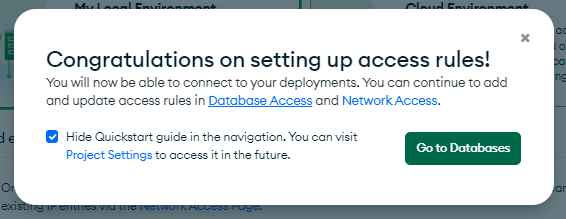 My Local Environment
Cloud Environment
×
Congratulations on setting up access rules!
You will now be able to connect to your deployments. You can continue to add
and update access rules in Database Access and Network Access.
Hide Quickstart guide in the navigation. You can visit
Project Settings to access it in the future.
Go to Databases
existing IP entries via the Network Access Page.